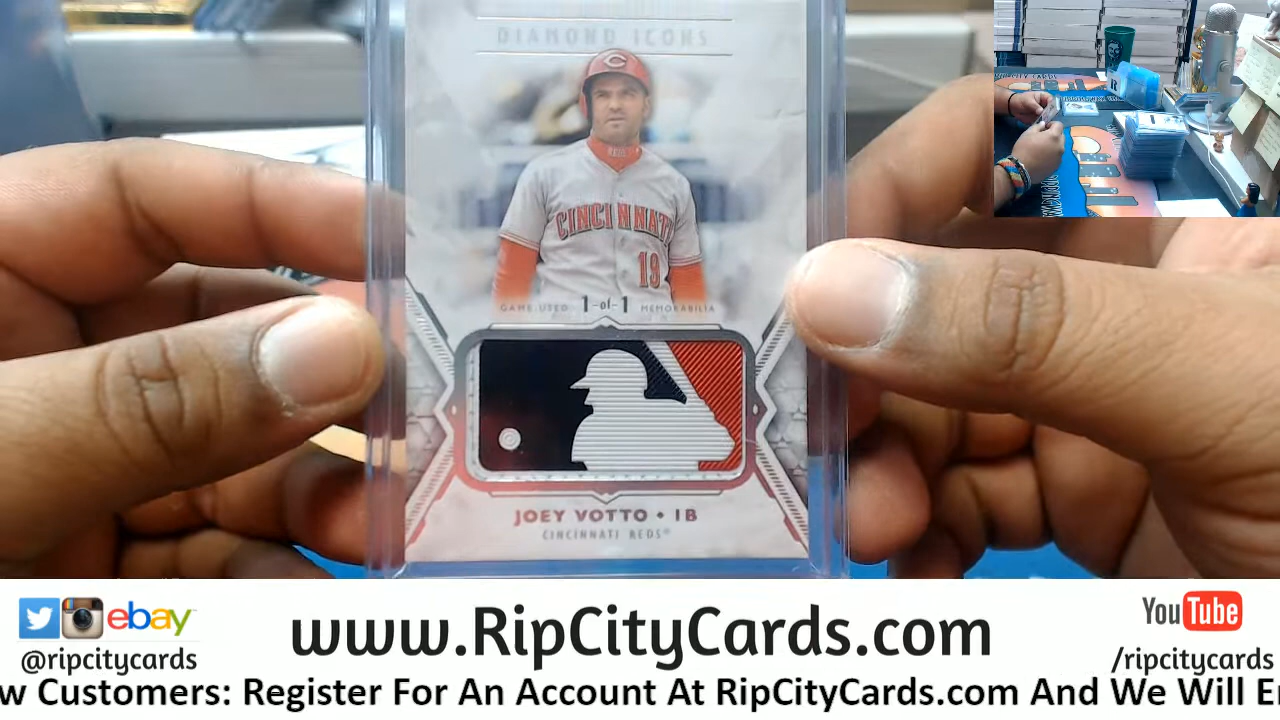 DIAMOND ICONS
REDS
CINCINNATI
19
GAME-USED 1-of-1 MEMORABILIA
JOEY VOTTO • 1B
CINCINNATI REDS®
ebay
@ripcitycards
www.RipCityCards.com
YouTube
/ripcitycards
w Customers: Register For An Account At RipCityCards.com And We Will E